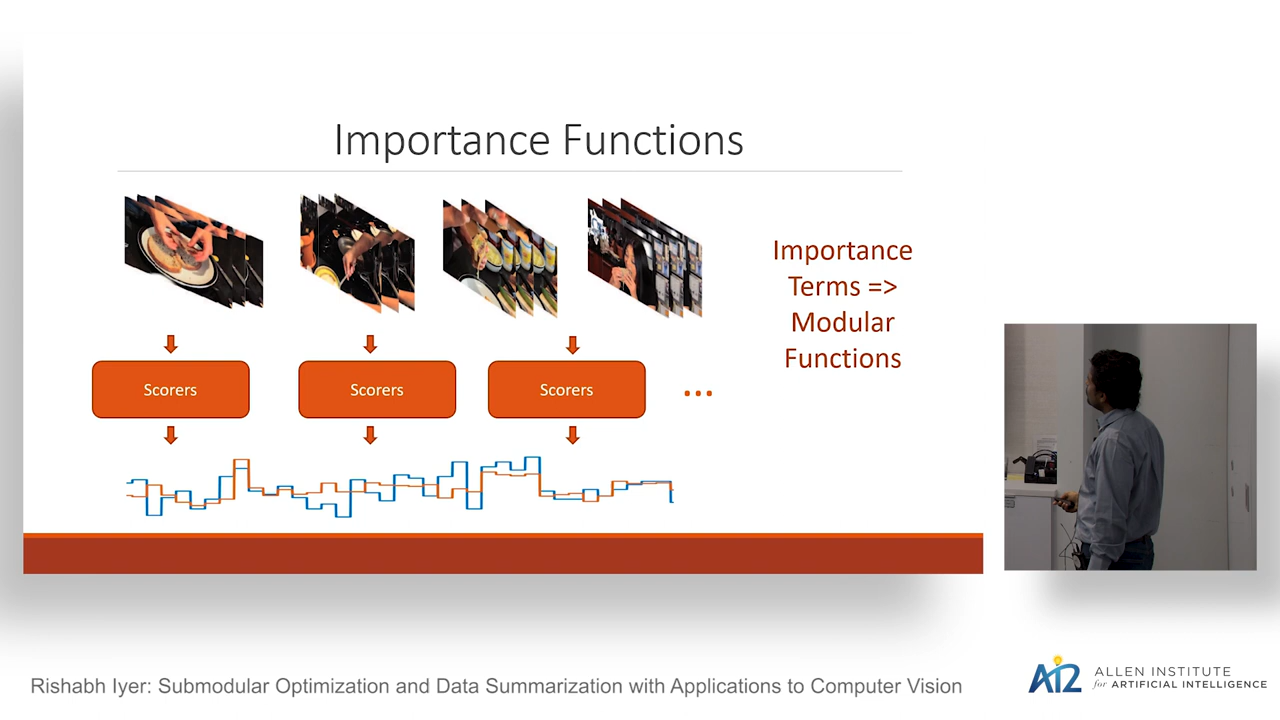 Importance Functions
Importance
Terms =>
Modular
Functions
Scorers
Scorers
Scorers
...
Rishabh Iyer: Submodular Optimization and Data Summarization with Applications to Computer Vision
AI2
ALLEN INSTITUTE
for ARTIFICIAL INTELLIGENCE